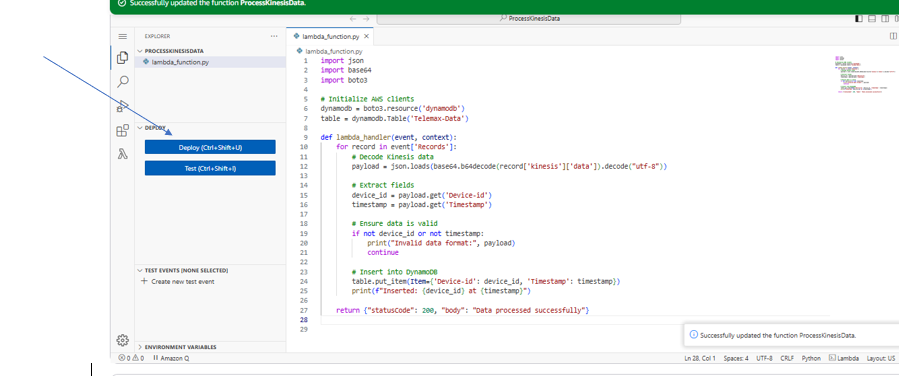 Successfully updated the function ProcessKinesisData.
ProcessKinesisData
EXPLORER
PROCESSKINESISDATA
lambda_function.py
DEPLOY
Deploy (Ctrl+Shift+U)
Test (Ctrl+Shift+I)
TEST EVENTS [NONE SELECTED]
Create new test event
ENVIRONMENT VARIABLES
lambda_function.py
lambda_function.py
1 import json
2 import base64
3 import boto3
4
5 # Initialize AWS clients
6 dynamodb = boto3.resource('dynamodb')
7 table = dynamodb.Table('Telemax-Data')
8
9 def lambda_handler(event, context):
10 for record in event['Records']:
11 # Decode Kinesis data
12 payload = json.loads(base64.b64decode(record['kinesis']['data']).decode("utf-8"))
13
14 # Extract fields
15 device_id = payload.get('Device-id')
16 timestamp = payload.get('Timestamp')
17
18 # Ensure data is valid
19 if not device_id or not timestamp:
20 print("Invalid data format:", payload)
21 continue
22
23 # Insert into DynamoDB
24 table.put_item(Item={'Device-id': device_id, 'Timestamp': timestamp})
25 print(f"Inserted: {device_id} at {timestamp}")
26
27 return {"statusCode": 200, "body": "Data processed successfully"}
28
29
Successfully updated the function ProcessKinesisData.
0 0 Amazon Q Ln 28, Col 1 Spaces: 4 UTF-8 CRLF Python Lambda Layout: US